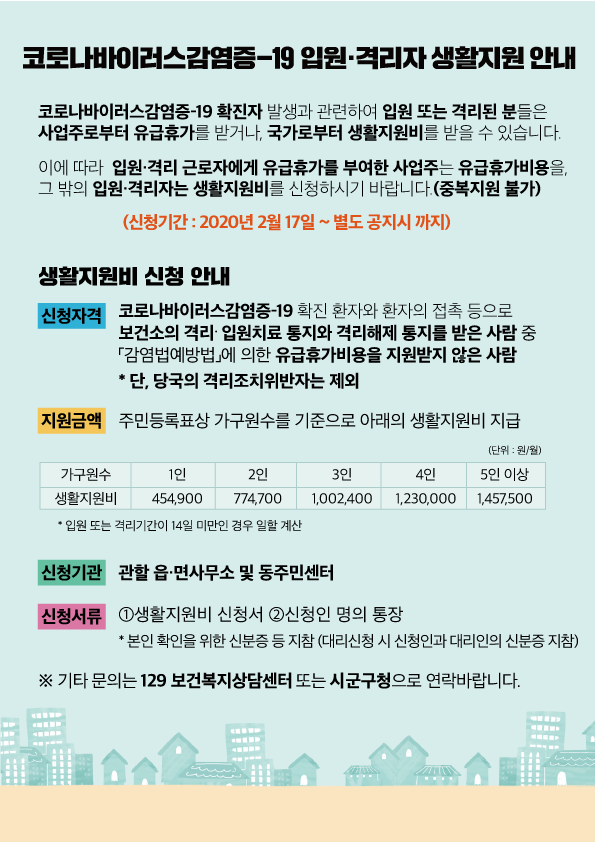 코로나바이러스감염증-19 입원·격리자 생활지원 안내
코로나바이러스감염증-19 확진자 발생과 관련하여 입원 또는 격리된 분들은
사업주로부터 유급휴가를 받거나, 국가로부터 생활지원비를 받을 수 있습니다.
이에 따라 입원·격리 근로자에게 유급휴가를 부여한 사업주는 유급휴가비용을,
그 밖의 입원·격리자는 생활지원비를 신청하시기 바랍니다.(중복지원 불가)
(신청기간 : 2020년 2월 17일 ~ 별도 공지시 까지)
생활지원비 신청 안내
신청자격 코로나바이러스감염증-19 확진 환자와 환자의 접촉 등으로
보건소의 격리· 입원치료 통지와 격리해제 통지를 받은 사람 중
「감염법예방법」에 의한 유급휴가비용을 지원받지 않은 사람
* 단, 당국의 격리조치위반자는 제외
지원금액 주민등록표상 가구원수를 기준으로 아래의 생활지원비 지급
(단위 : 원/월)
가구원수 1인 2인 3인 4인 5인 이상
생활지원비 454,900 774,700 1,002,400 1,230,000 1,457,500
* 입원 또는 격리기간이 14일 미만인 경우 일할 계산
신청기관 관할 읍·면사무소 및 동주민센터
신청서류 ①생활지원비 신청서 ②신청인 명의 통장
* 본인 확인을 위한 신분증 등 지참 (대리신청 시 신청인과 대리인의 신분증 지참)
※ 기타 문의는 129 보건복지상담센터 또는 시군구청으로 연락바랍니다.